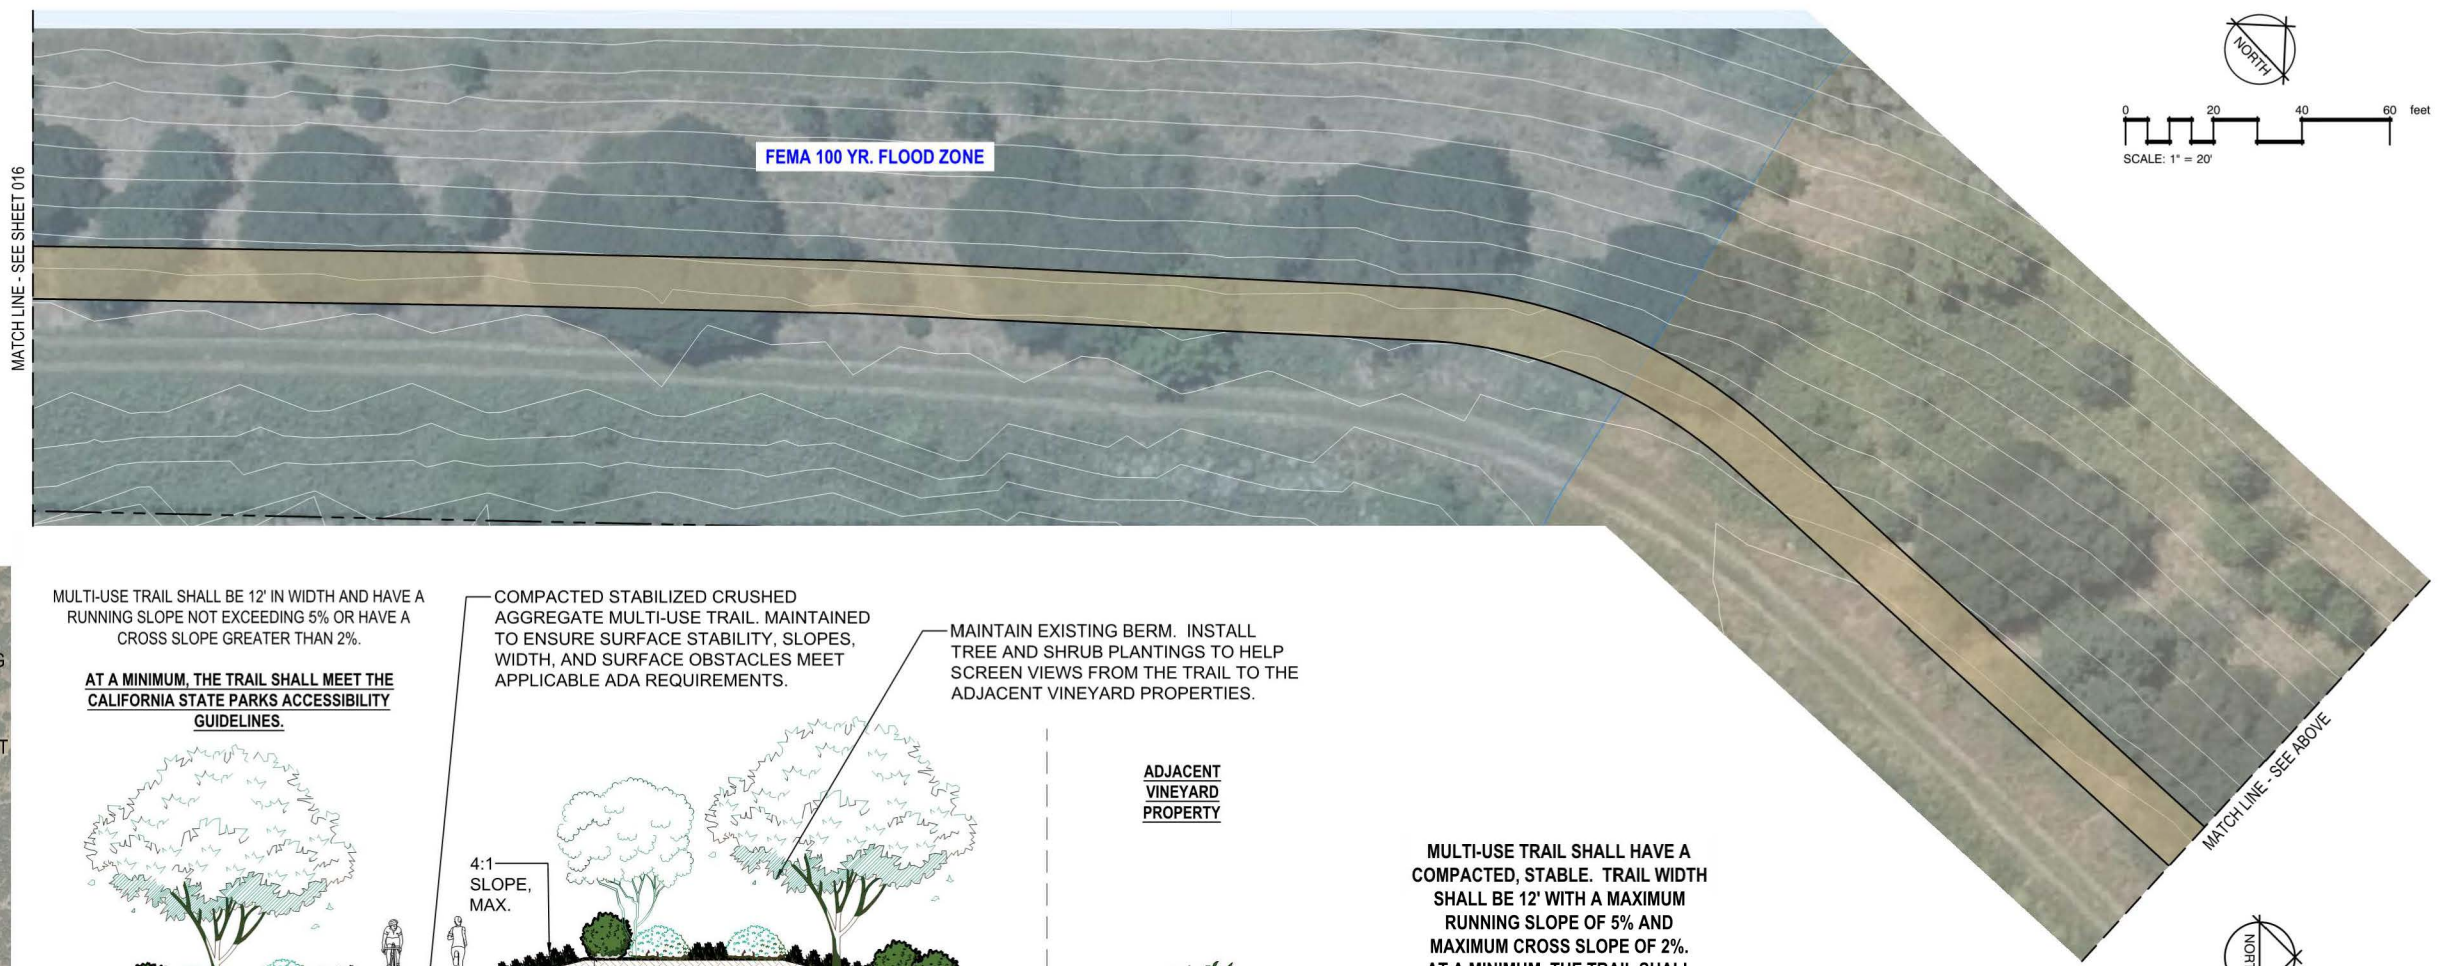 NORTH
0 20 40 60 feet
SCALE: 1" = 20'
FEMA 100 YR. FLOOD ZONE
MATCH LINE - SEE SHEET 016
MULTI-USE TRAIL SHALL BE 12' IN WIDTH AND HAVE A
RUNNING SLOPE NOT EXCEEDING 5% OR HAVE A
CROSS SLOPE GREATER THAN 2%.
AT A MINIMUM, THE TRAIL SHALL MEET THE
CALIFORNIA STATE PARKS ACCESSIBILITY
GUIDELINES.
COMPACTED STABILIZED CRUSHED
AGGREGATE MULTI-USE TRAIL. MAINTAINED
TO ENSURE SURFACE STABILITY, SLOPES,
WIDTH, AND SURFACE OBSTACLES MEET
APPLICABLE ADA REQUIREMENTS.
MAINTAIN EXISTING BERM. INSTALL
TREE AND SHRUB PLANTINGS TO HELP
SCREEN VIEWS FROM THE TRAIL TO THE
ADJACENT VINEYARD PROPERTIES.
4:1
SLOPE,
MAX.
ADJACENT
VINEYARD
PROPERTY
MATCH LINE - SEE ABOVE
MULTI-USE TRAIL SHALL HAVE A
COMPACTED, STABLE. TRAIL WIDTH
SHALL BE 12' WITH A MAXIMUM
RUNNING SLOPE OF 5% AND
MAXIMUM CROSS SLOPE OF 2%.
AT A MINIMUM, THE TRAIL SHALL